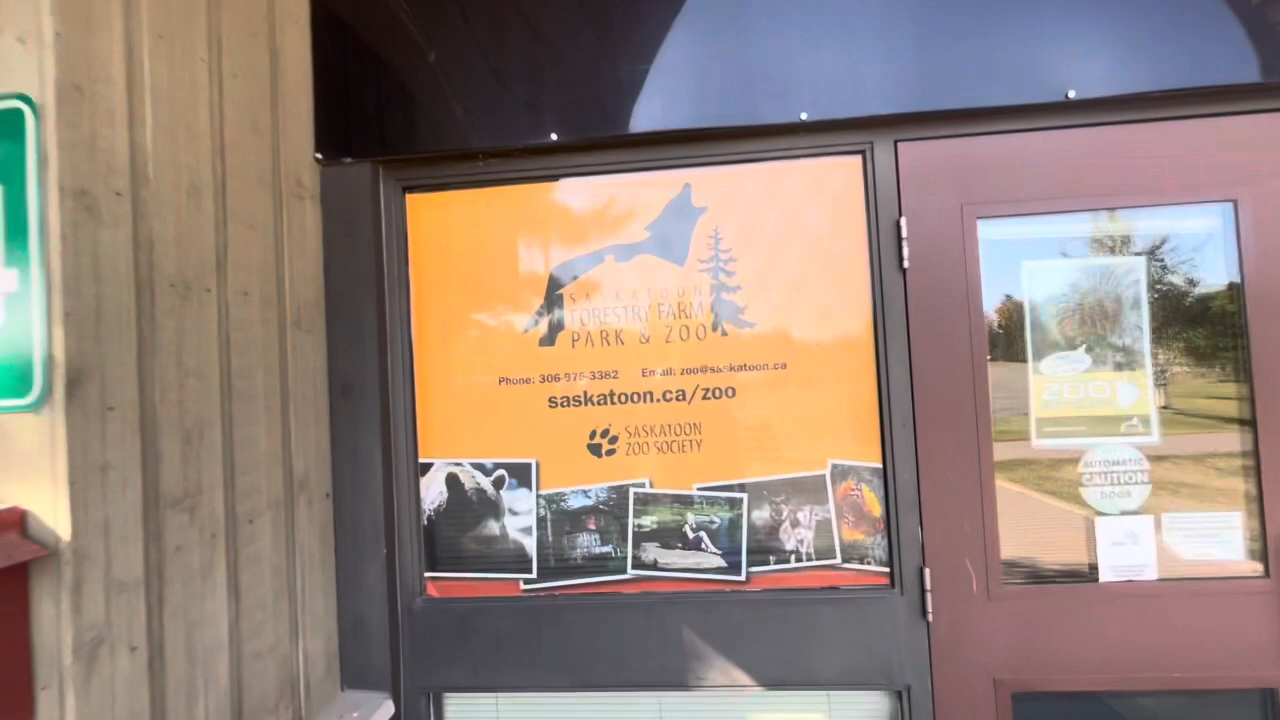 SASKATOON
FORESTRY FARM
PARK & ZOO
Phone: 306-975-3382 Email: zoo@saskatoon.ca
saskatoon.ca/zoo
SASKATOON
ZOO SOCIETY
ZOO
AUTOMATIC
CAUTION
DOOR